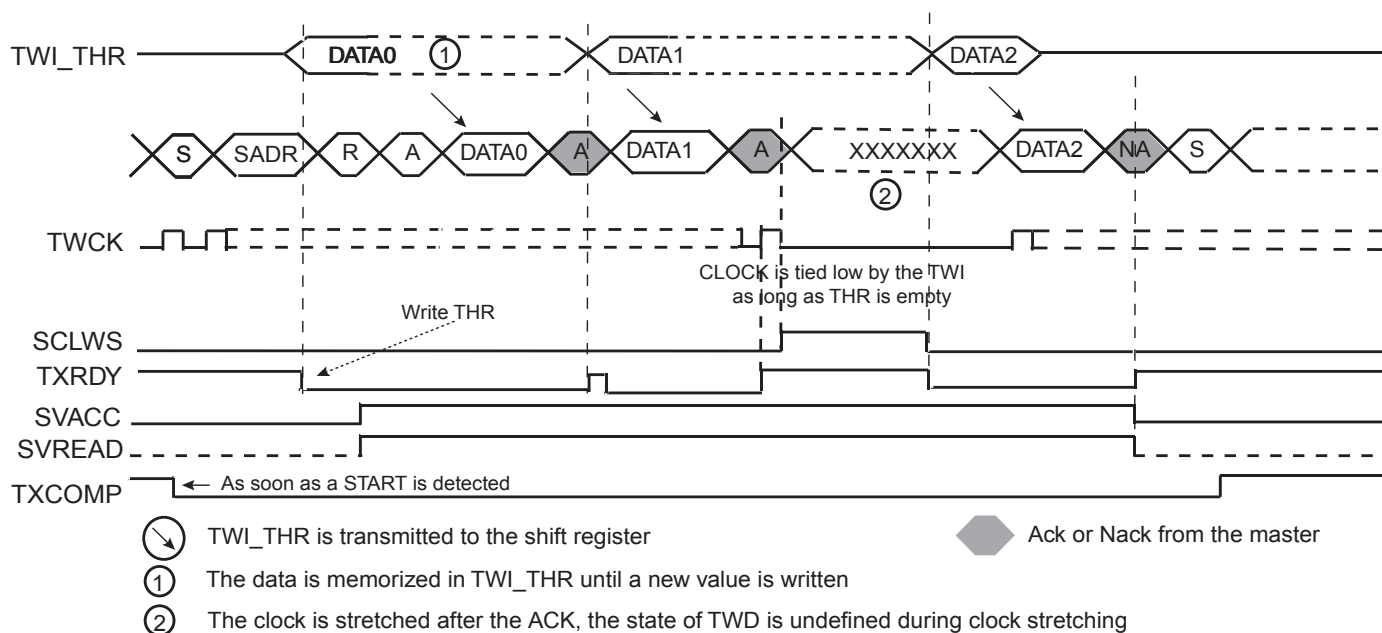 TWI_THR DATA0 1 DATA1 DATA2
S SADR R A DATA0 A DATA1 A XXXXXXX DATA2 NA S
2
TWCK
CLOCK is tied low by the TWI
as long as THR is empty
Write THR
SCLWS
TXRDY
SVACC
SVREAD
TXCOMP As soon as a START is detected
TWI_THR is transmitted to the shift register Ack or Nack from the master
1 The data is memorized in TWI_THR until a new value is written
2 The clock is stretched after the ACK, the state of TWD is undefined during clock stretching